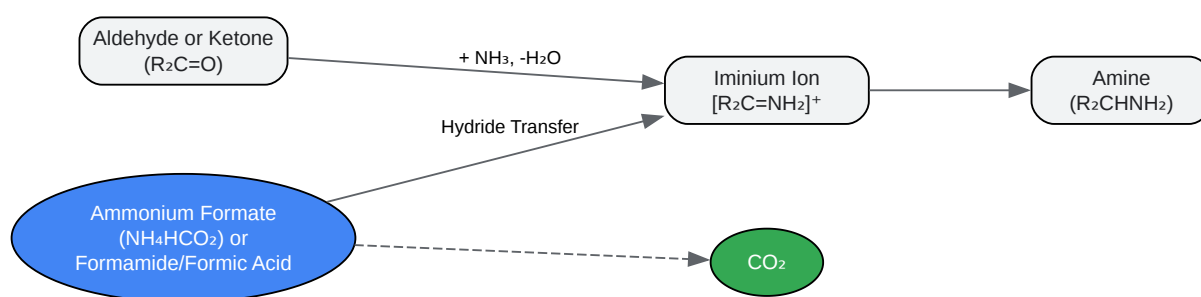 Aldehyde or Ketone
(R₂C=O)
+ NH₃, -H₂O
Iminium Ion
[R₂C=NH₂]⁺
Amine
(R₂CHNH₂)
Hydride Transfer
Ammonium Formate
(NH₄HCO₂) or
Formamide/Formic Acid
CO₂